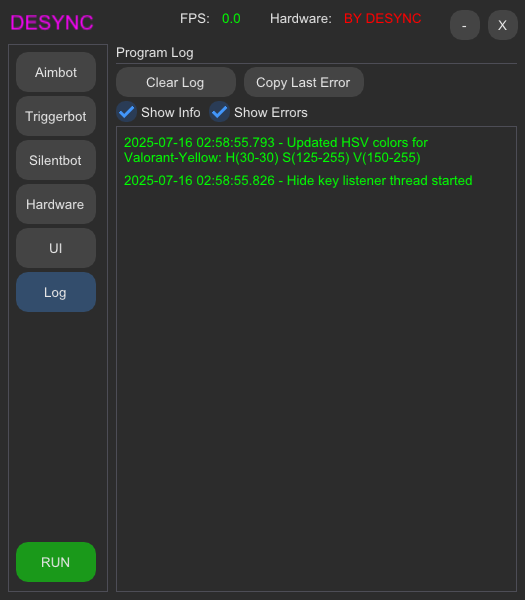 DESYNC
FPS: 0.0 Hardware: BY DESYNC - X
Aimbot
Triggerbot
Silentbot
Hardware
UI
Log
RUN
Program Log
Clear Log Copy Last Error
Show Info Show Errors
2025-07-16 02:58:55.793 - Updated HSV colors for
Valorant-Yellow: H(30-30) S(125-255) V(150-255)
2025-07-16 02:58:55.826 - Hide key listener thread started